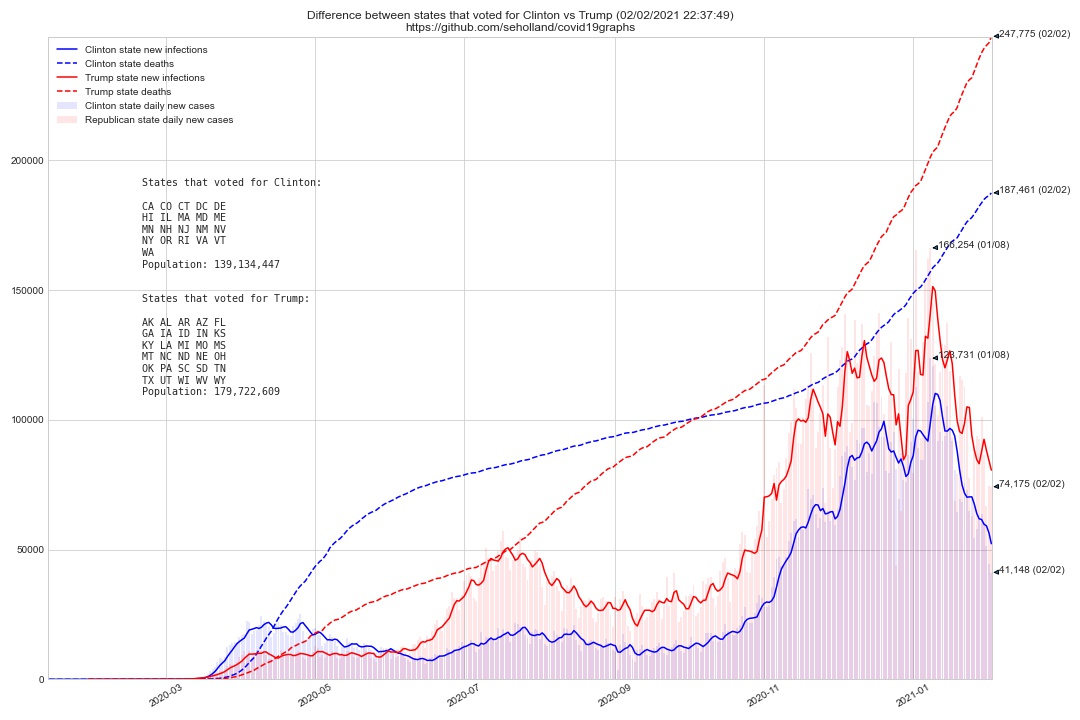 Difference between states that voted for Clinton vs Trump (02/02/2021 22:37:49)
https://github.com/seholland/covid19graphs
Clinton state new infections
Clinton state deaths
Trump state new infections
Trump state deaths
Clinton state daily new cases
Republican state daily new cases
States that voted for Clinton:
CA CO CT DC DE
HI IL MA MD ME
MN NH NJ NM NV
NY OR RI VA VT
WA
Population: 139,134,447
States that voted for Trump:
AK AL AR AZ FL
GA IA ID IN KS
KY LA MI MO MS
MT NC ND NE OH
OK PA SC SD TN
TX UT WI WV WY
Population: 179,722,609
247,775 (02/02)
187,461 (02/02)
166,254 (01/08)
123,731 (01/08)
74,175 (02/02)
41,148 (02/02)
200000
150000
100000
50000
0
2020-03
2020-05
2020-07
2020-09
2020-11
2021-01